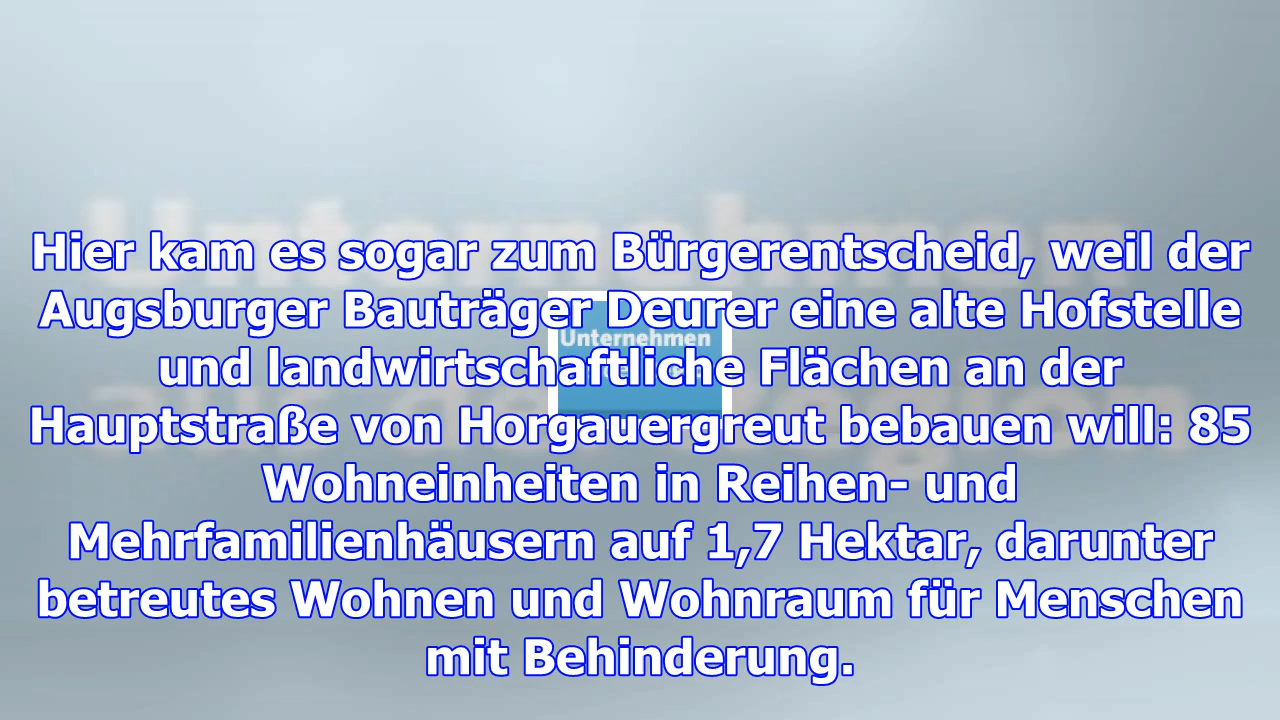 Hier kam es sogar zum Bürgerentscheid, weil der
Augsburger Bauträger Deurer eine alte Hofstelle
und landwirtschaftliche Flächen an der
Hauptstraße von Horgauergreut bebauen will: 85
Wohneinheiten in Reihen- und
Mehrfamilienhäusern auf 1,7 Hektar, darunter
betreutes Wohnen und Wohnraum für Menschen
mit Behinderung.
Unternehmen